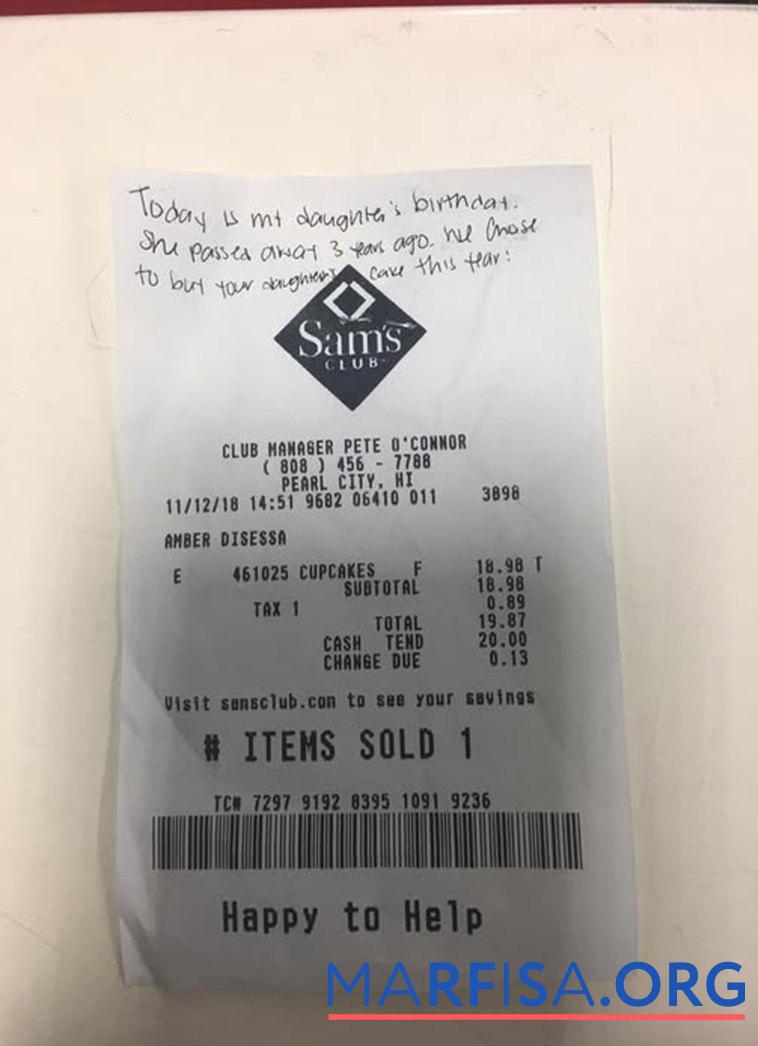 Today is my daughter's birthday.
She passed away 3 years ago. We chose
to buy your daughter's cake this year!
Sam's
CLUB
CLUB MANAGER PETE O'CONNOR
( 808 ) 456 - 7788
PEARL CITY, HI
11/12/18 14:51 9682 06410 011 3898
AMBER DISESSA
E 461025 CUPCAKES F 18.98 T
SUBTOTAL 18.98
TAX 1 0.89
TOTAL 19.87
CASH TEND 20.00
CHANGE DUE 0.13
Visit samsclub.com to see your savings
# ITEMS SOLD 1
TC# 7297 9192 8395 1091 9236
Happy to Help
MARFISA.ORG